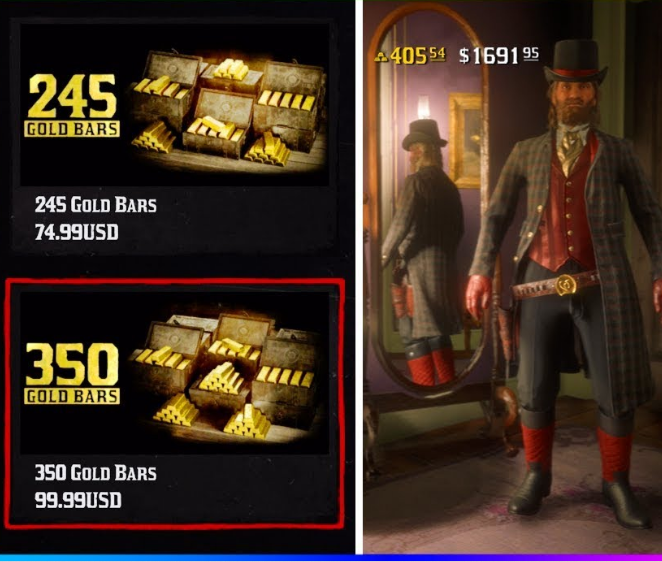 245
GOLD BARS
245 GOLD BARS
74.99USD
350
GOLD BARS
350 GOLD BARS
99.99USD
405 54 $1691 95